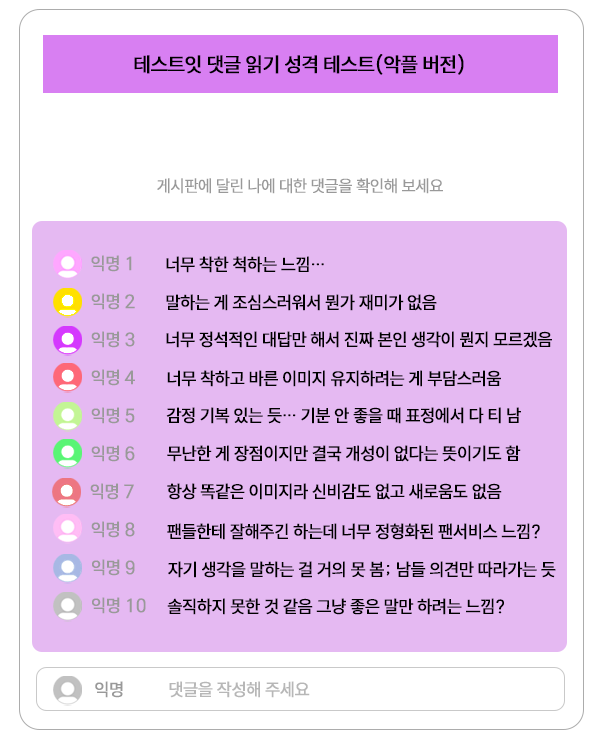 테스트잇 댓글 읽기 성격 테스트(악플 버전)
게시판에 달린 나에 대한 댓글을 확인해 보세요
익명 1 너무 착한 척하는 느낌…
익명 2 말하는 게 조심스러워서 뭔가 재미가 없음
익명 3 너무 정석적인 대답만 해서 진짜 본인 생각이 뭔지 모르겠음
익명 4 너무 착하고 바른 이미지 유지하려는 게 부담스러움
익명 5 감정 기복 있는 듯… 기분 안 좋을 때 표정에서 다 티 남
익명 6 무난한 게 장점이지만 결국 개성이 없다는 뜻이기도 함
익명 7 항상 똑같은 이미지라 신비감도 없고 새로움도 없음
익명 8 팬들한테 잘해주긴 하는데 너무 정형화된 팬서비스 느낌?
익명 9 자기 생각을 말하는 걸 거의 못 봄; 남들 의견만 따라가는 듯
익명 10 솔직하지 못한 것 같음 그냥 좋은 말만 하려는 느낌?
익명 댓글을 작성해 주세요